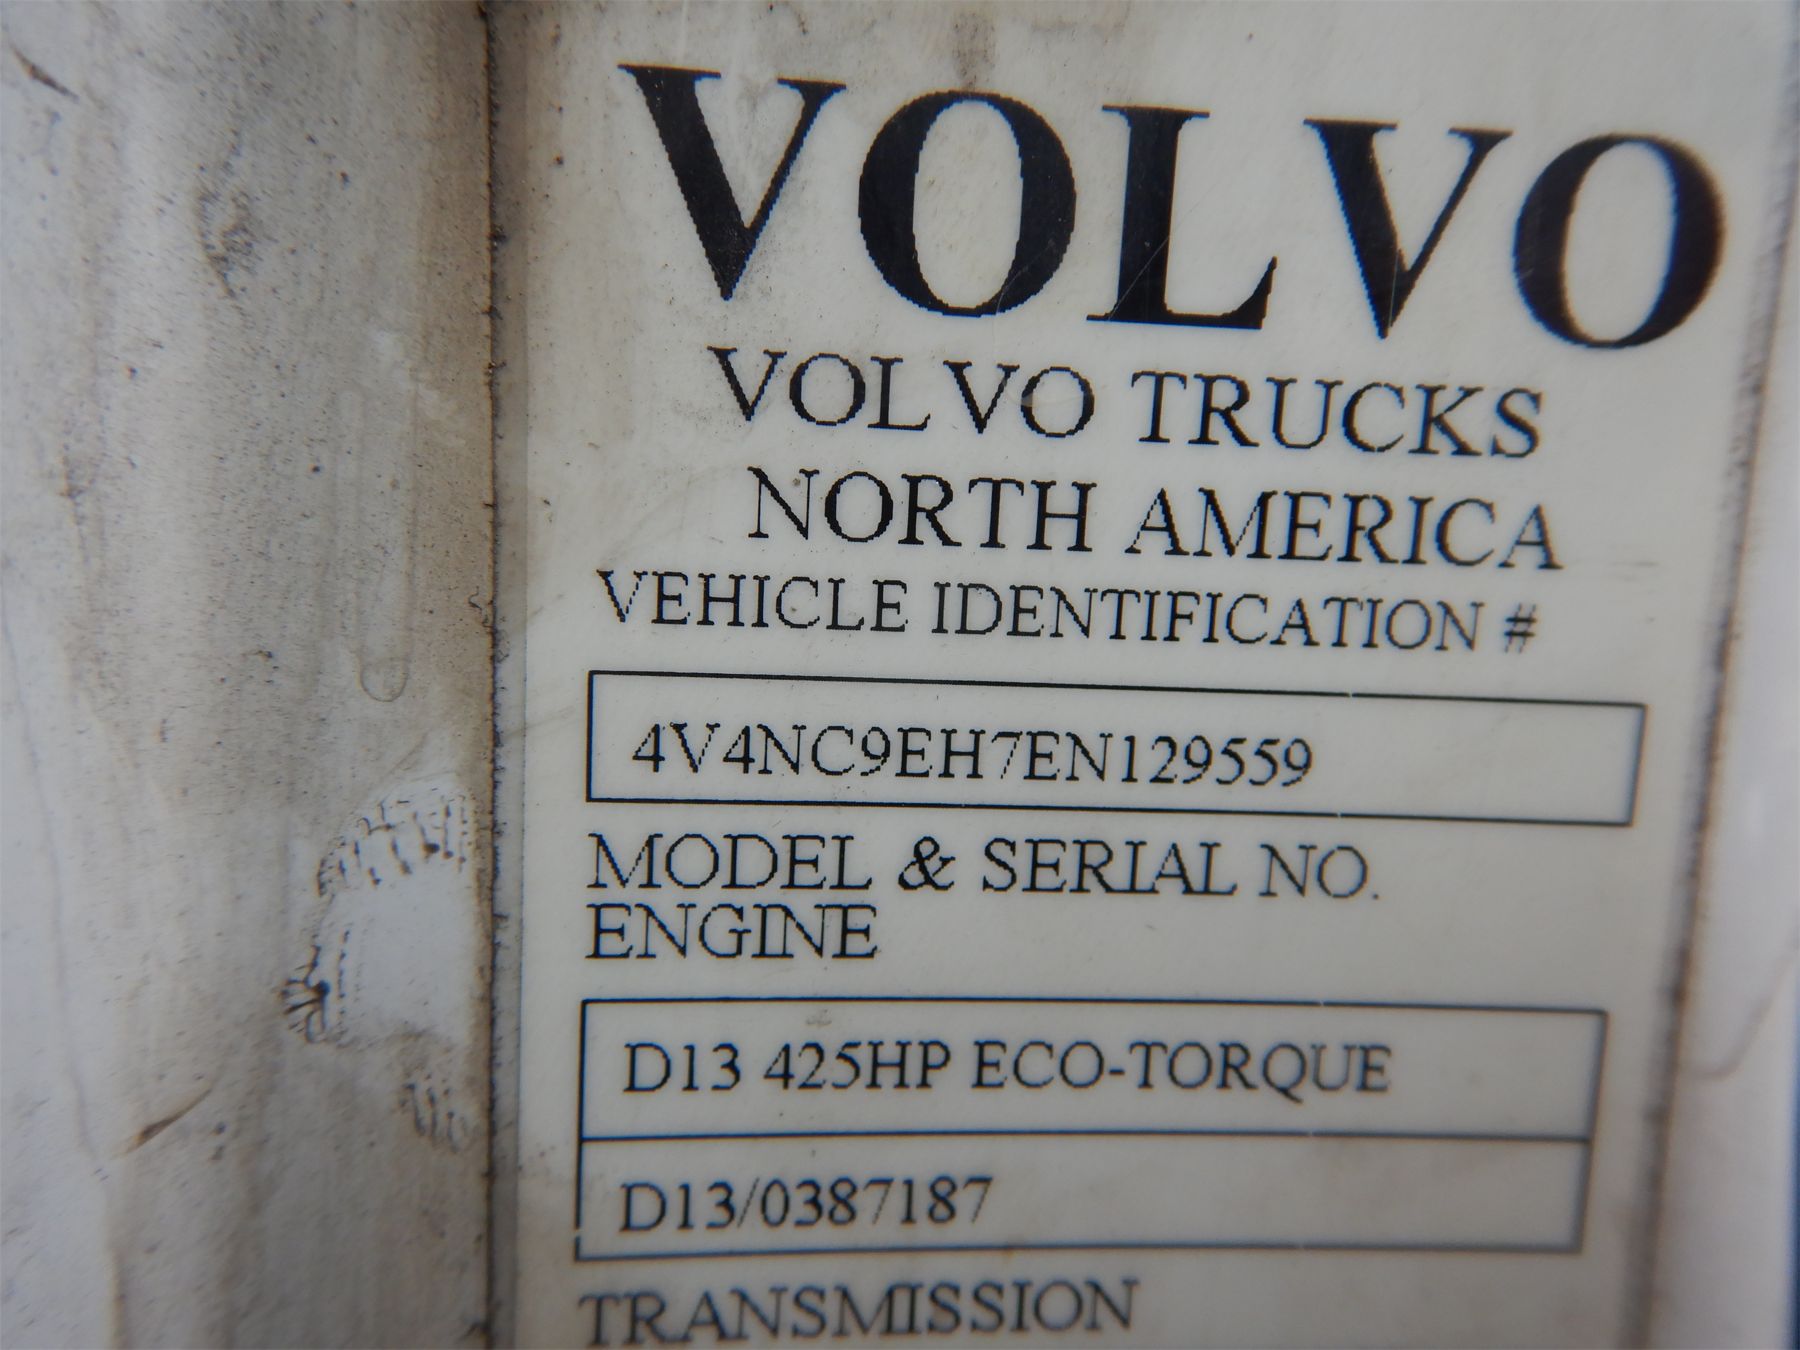 VOLVO
VOLVO TRUCKS
NORTH AMERICA
VEHICLE IDENTIFICATION #
4V4NC9EH7EN129559
MODEL & SERIAL NO.
ENGINE
D13 425HP ECO-TORQUE
D13/0387187
TRANSMISSION